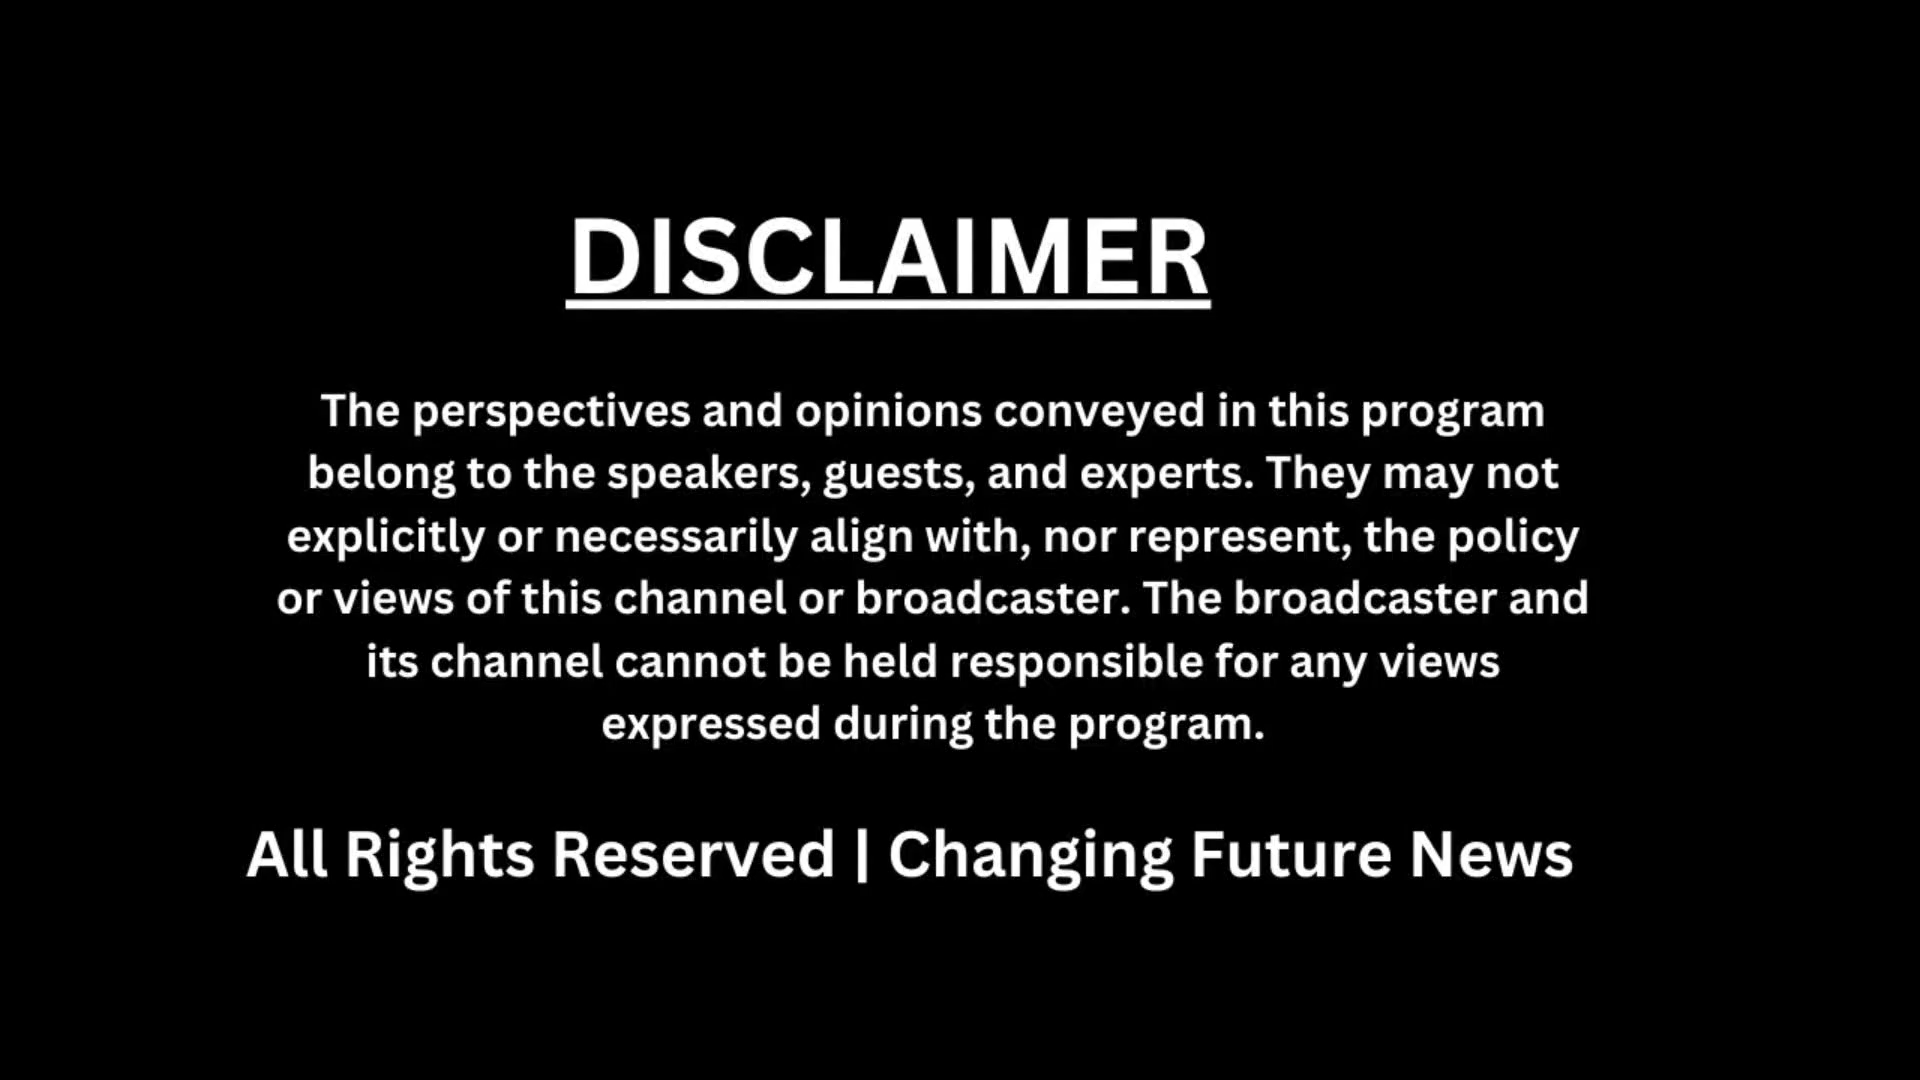 DISCLAIMER
The perspectives and opinions conveyed in this program
belong to the speakers, guests, and experts. They may not
explicitly or necessarily align with, nor represent, the policy
or views of this channel or broadcaster. The broadcaster and
its channel cannot be held responsible for any views
expressed during the program.
All Rights Reserved | Changing Future News